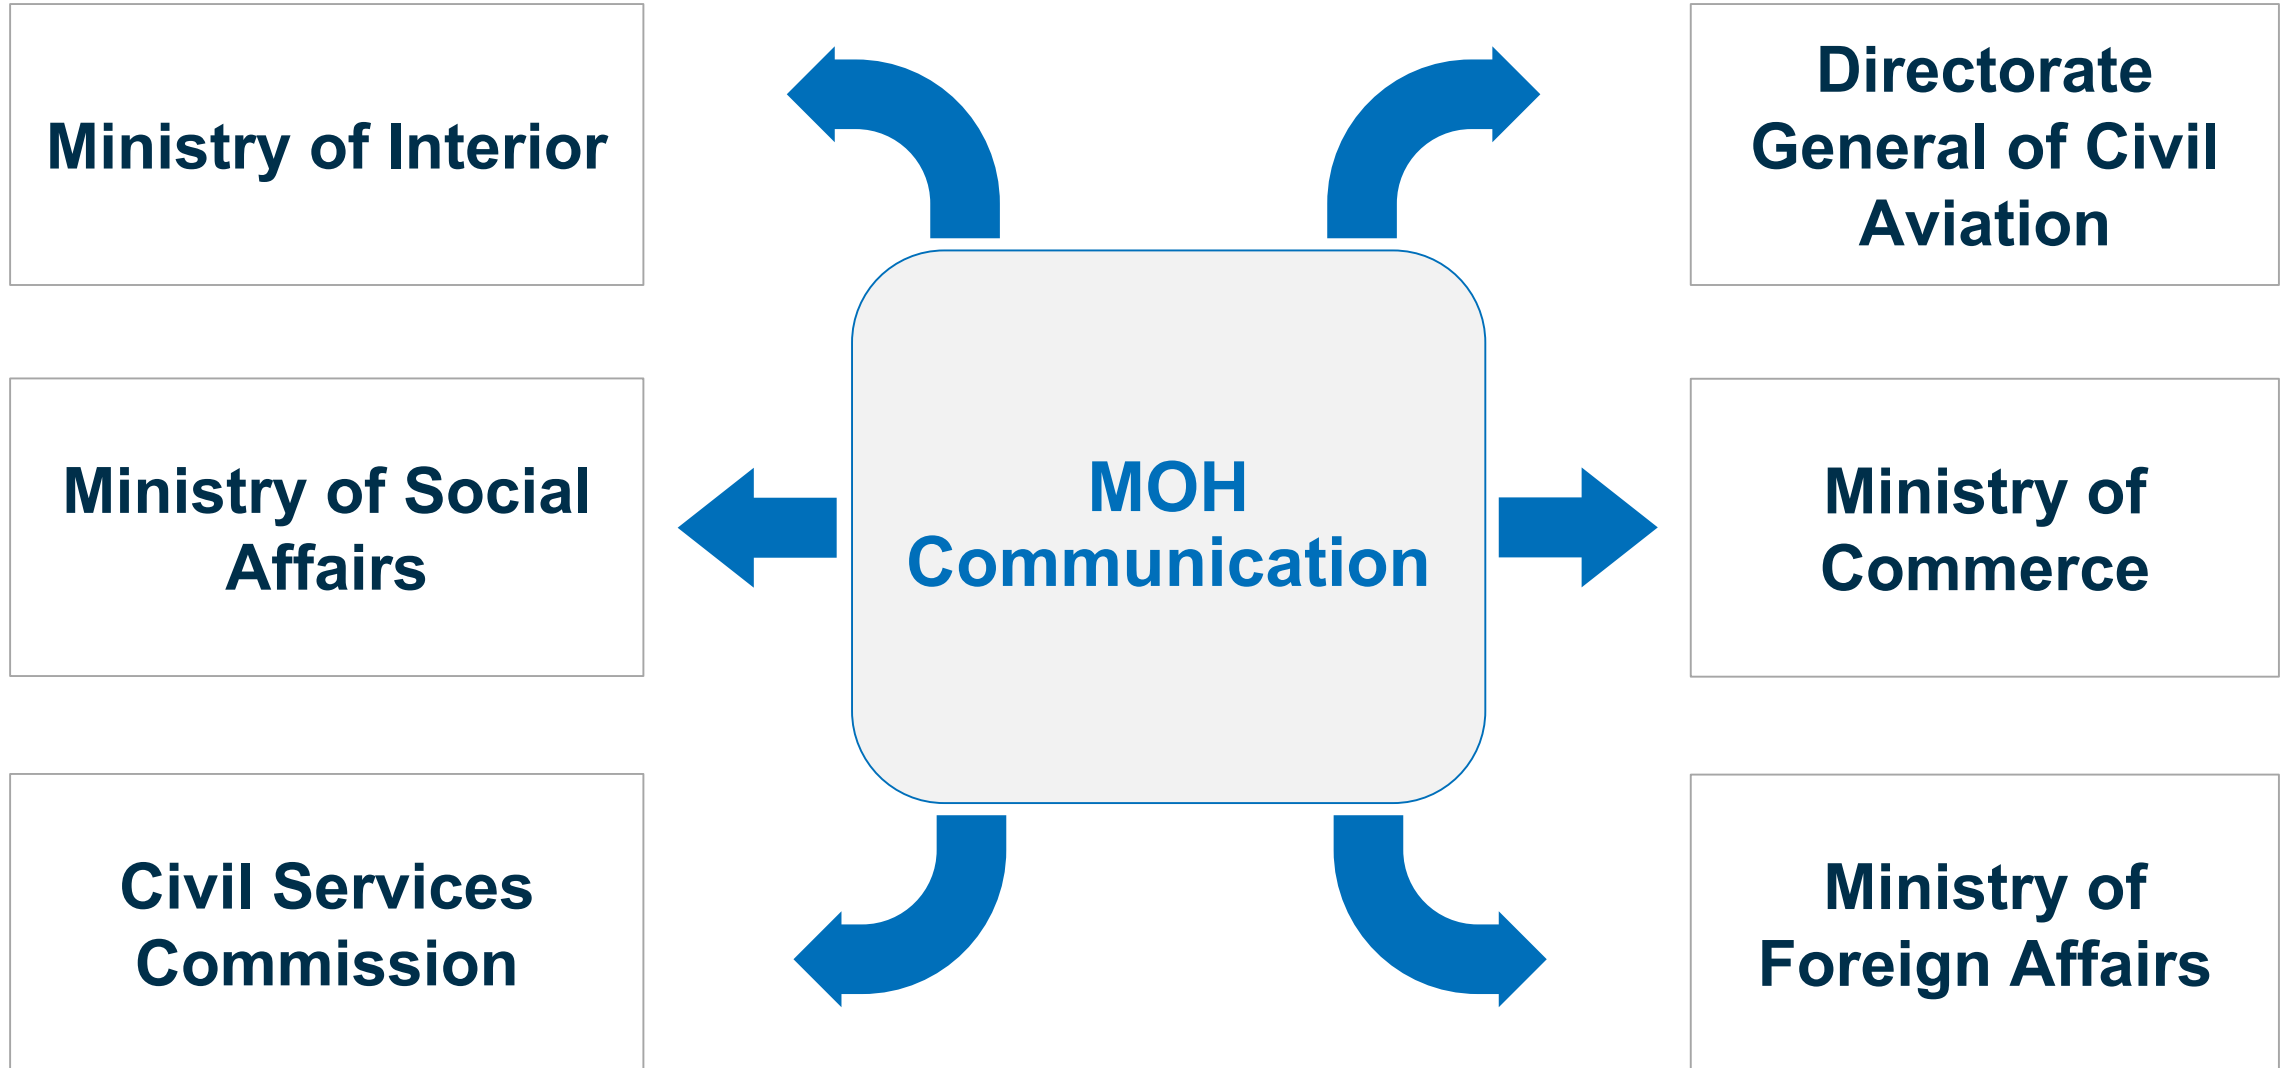 Ministry of Interior
Ministry of Social
Affairs
Civil Services
Commission
MOH
Communication
Directorate
General of Civil
Aviation
Ministry of
Commerce
Ministry of
Foreign Affairs